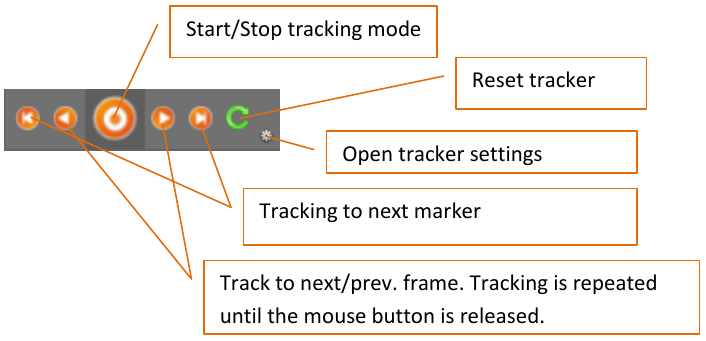 Start/Stop tracking mode
Reset tracker
Open tracker settings
Tracking to next marker
Track to next/prev. frame. Tracking is repeated
until the mouse button is released.